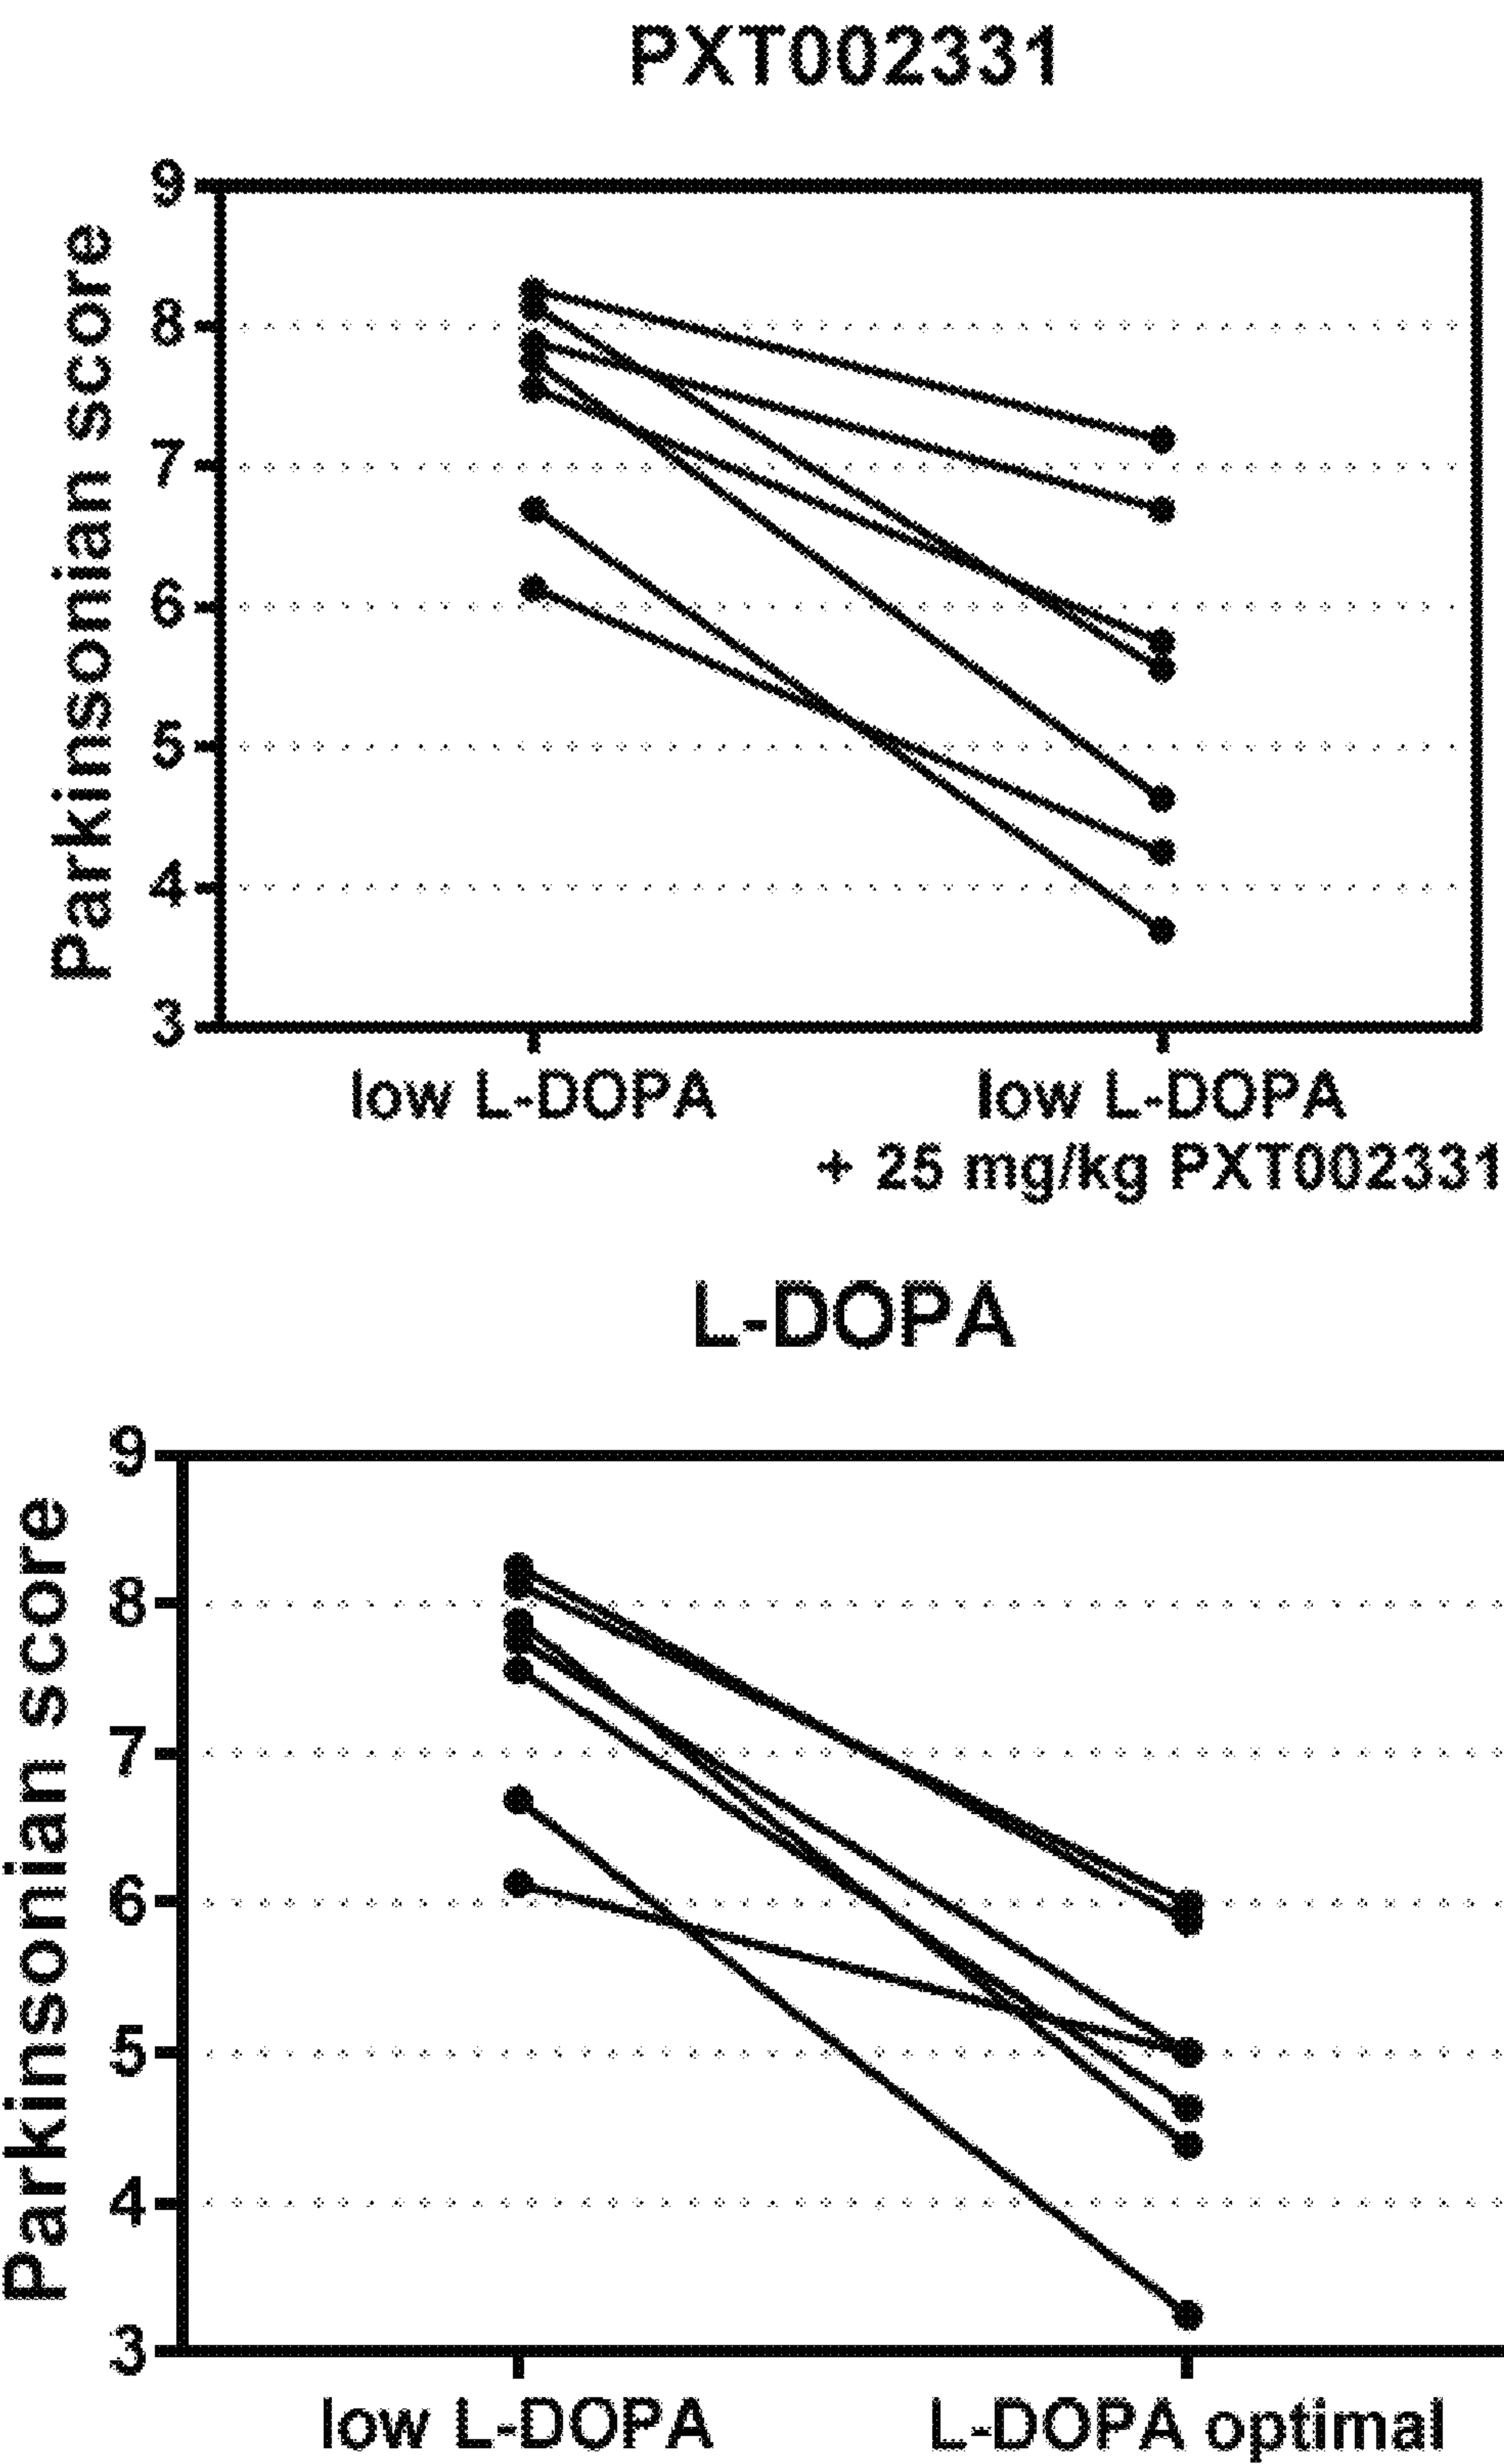 PXT002331
9
8
7
6
5
4
3
Parkinsonian score
low L-DOPA
low L-DOPA
+ 25 mg/kg PXT002331
L-DOPA
9
8
7
6
5
4
3
Parkinsonian score
low L-DOPA
L-DOPA optimal